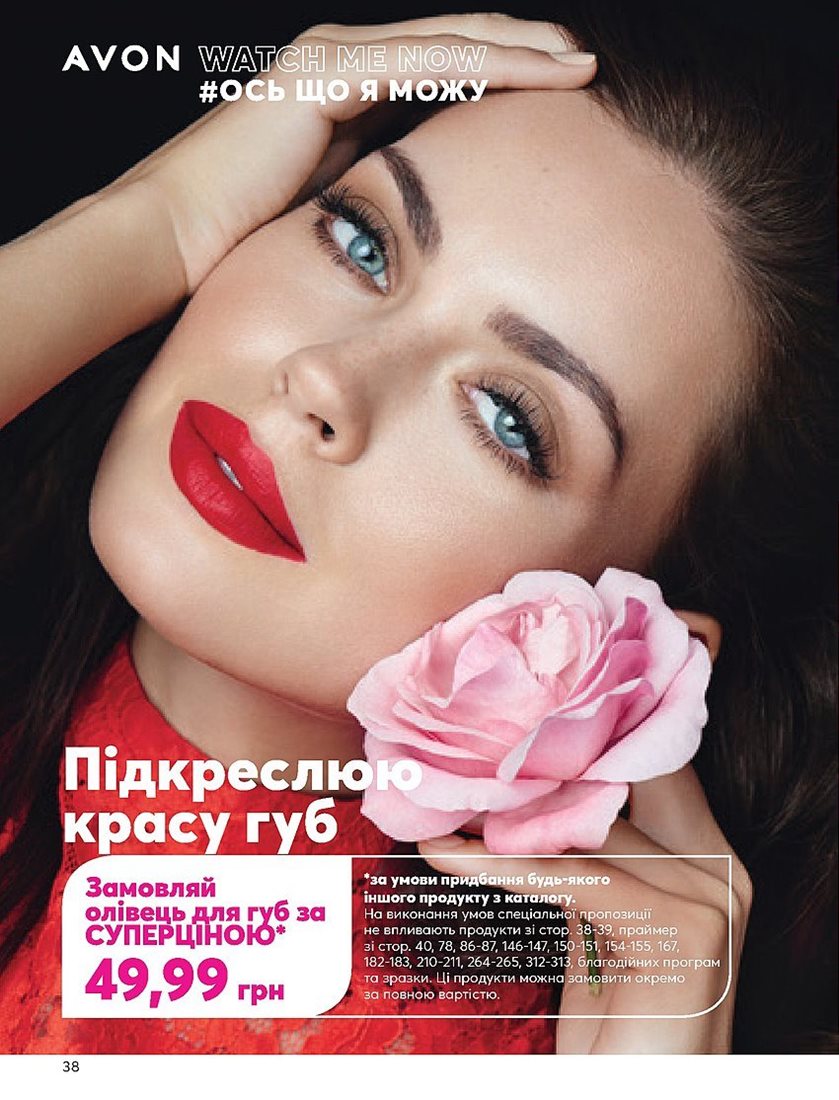 AVON WATCH ME NOW
#ОСЬ ЩО Я МОЖУ
Підкреслюю
красу губ
Замовляй
олівець для губ за
СУПЕРЦІНОЮ*
49,99 грн
*за умови придбання будь-якого
іншого продукту з каталогу.
На виконання умов спеціальної пропозиції
не впливають продукти зі стор. 38-39, праймер
зі стор. 40, 78, 86-87, 146-147, 150-151, 154-155, 167,
182-183, 210-211, 264-265, 312-313, благодійних програм
та зразки. Ці продукти можна замовити окремо
за повною вартістю.
38